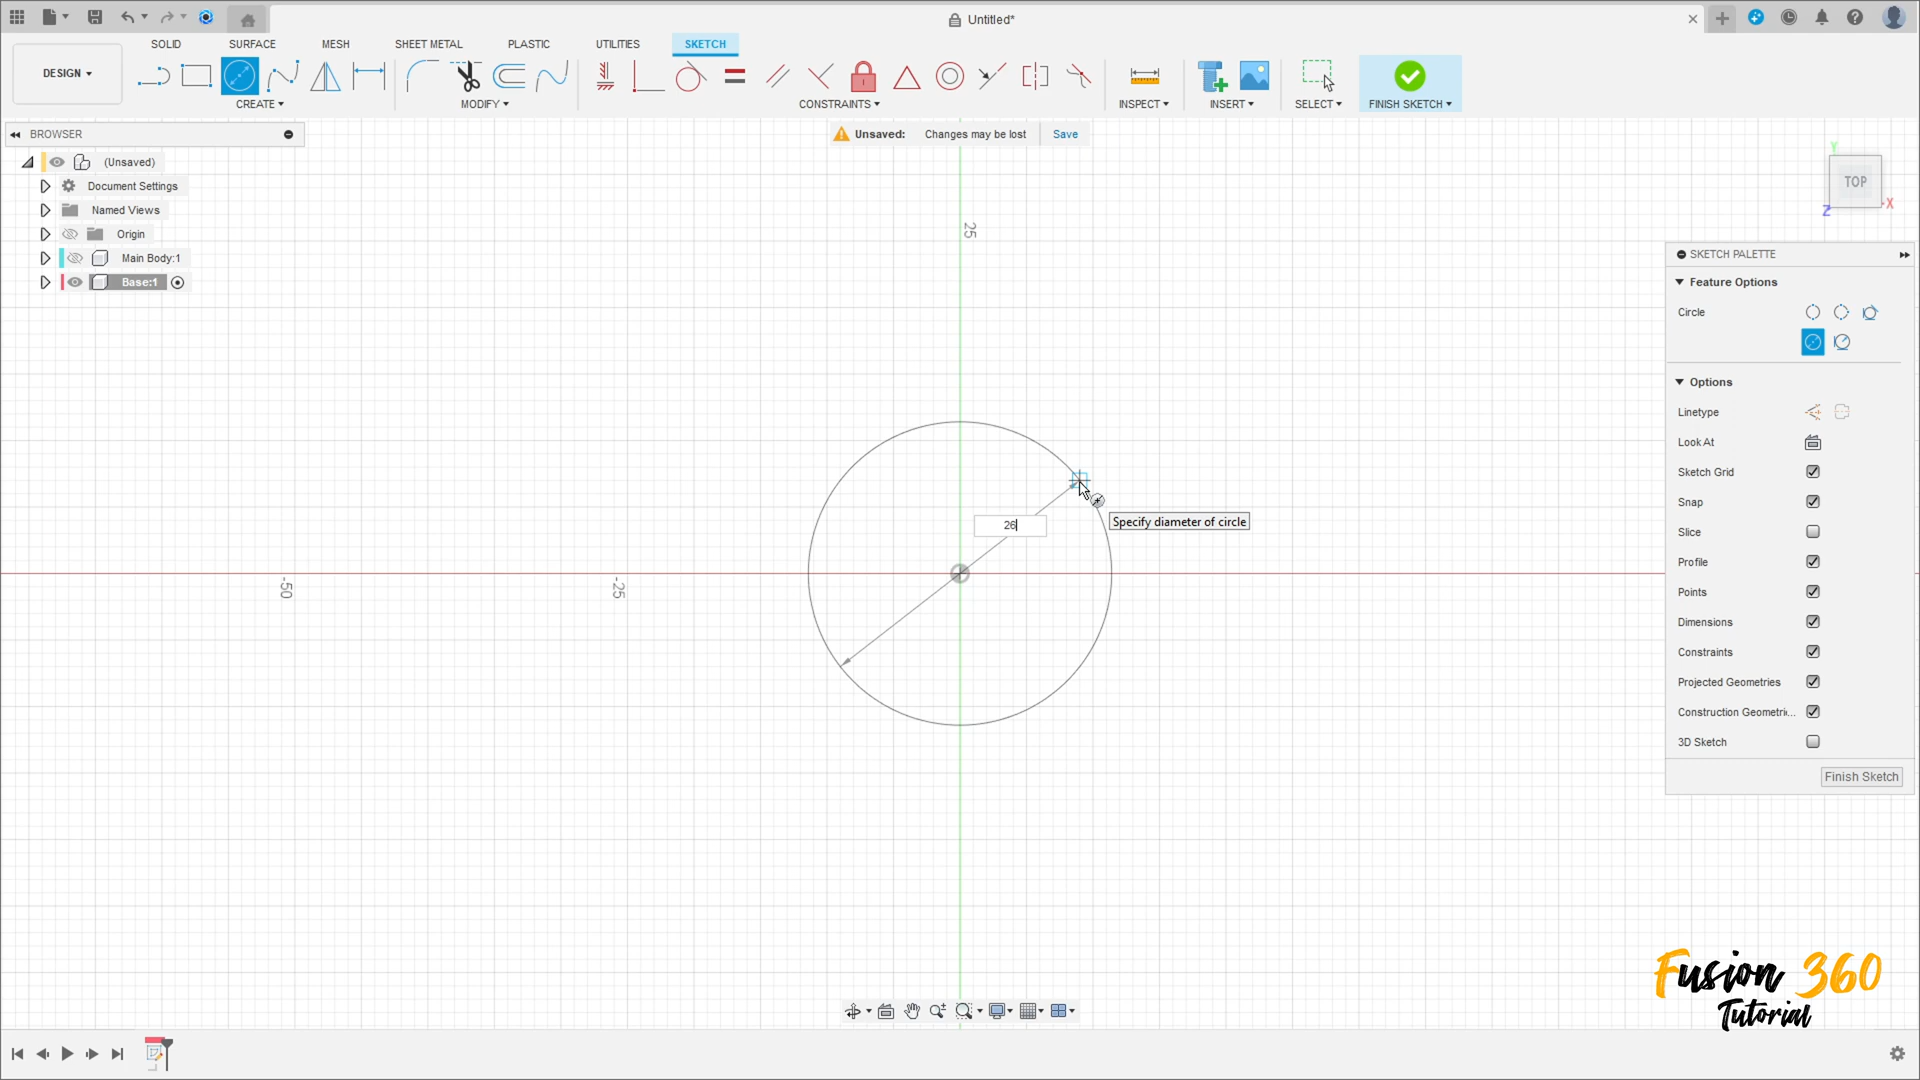 Untitled*
SOLID
SURFACE
MESH
SHEET METAL
PLASTIC
UTILITIES
SKETCH
DESIGN
CREATE
MODIFY
CONSTRAINTS
INSPECT
INSERT
SELECT
FINISH SKETCH
BROWSER
Unsaved: Changes may be lost Save
(Unsaved)
Document Settings
Named Views
Origin
Main Body:1
Base:1
Y
TOP
Z
X
25
-50
-25
26
Specify diameter of circle
SKETCH PALETTE
Feature Options
Circle
Options
Linetype
Look At
Sketch Grid
Snap
Slice
Profile
Points
Dimensions
Constraints
Projected Geometries
Construction Geometri...
3D Sketch
Finish Sketch
Fusion 360
Tutorial